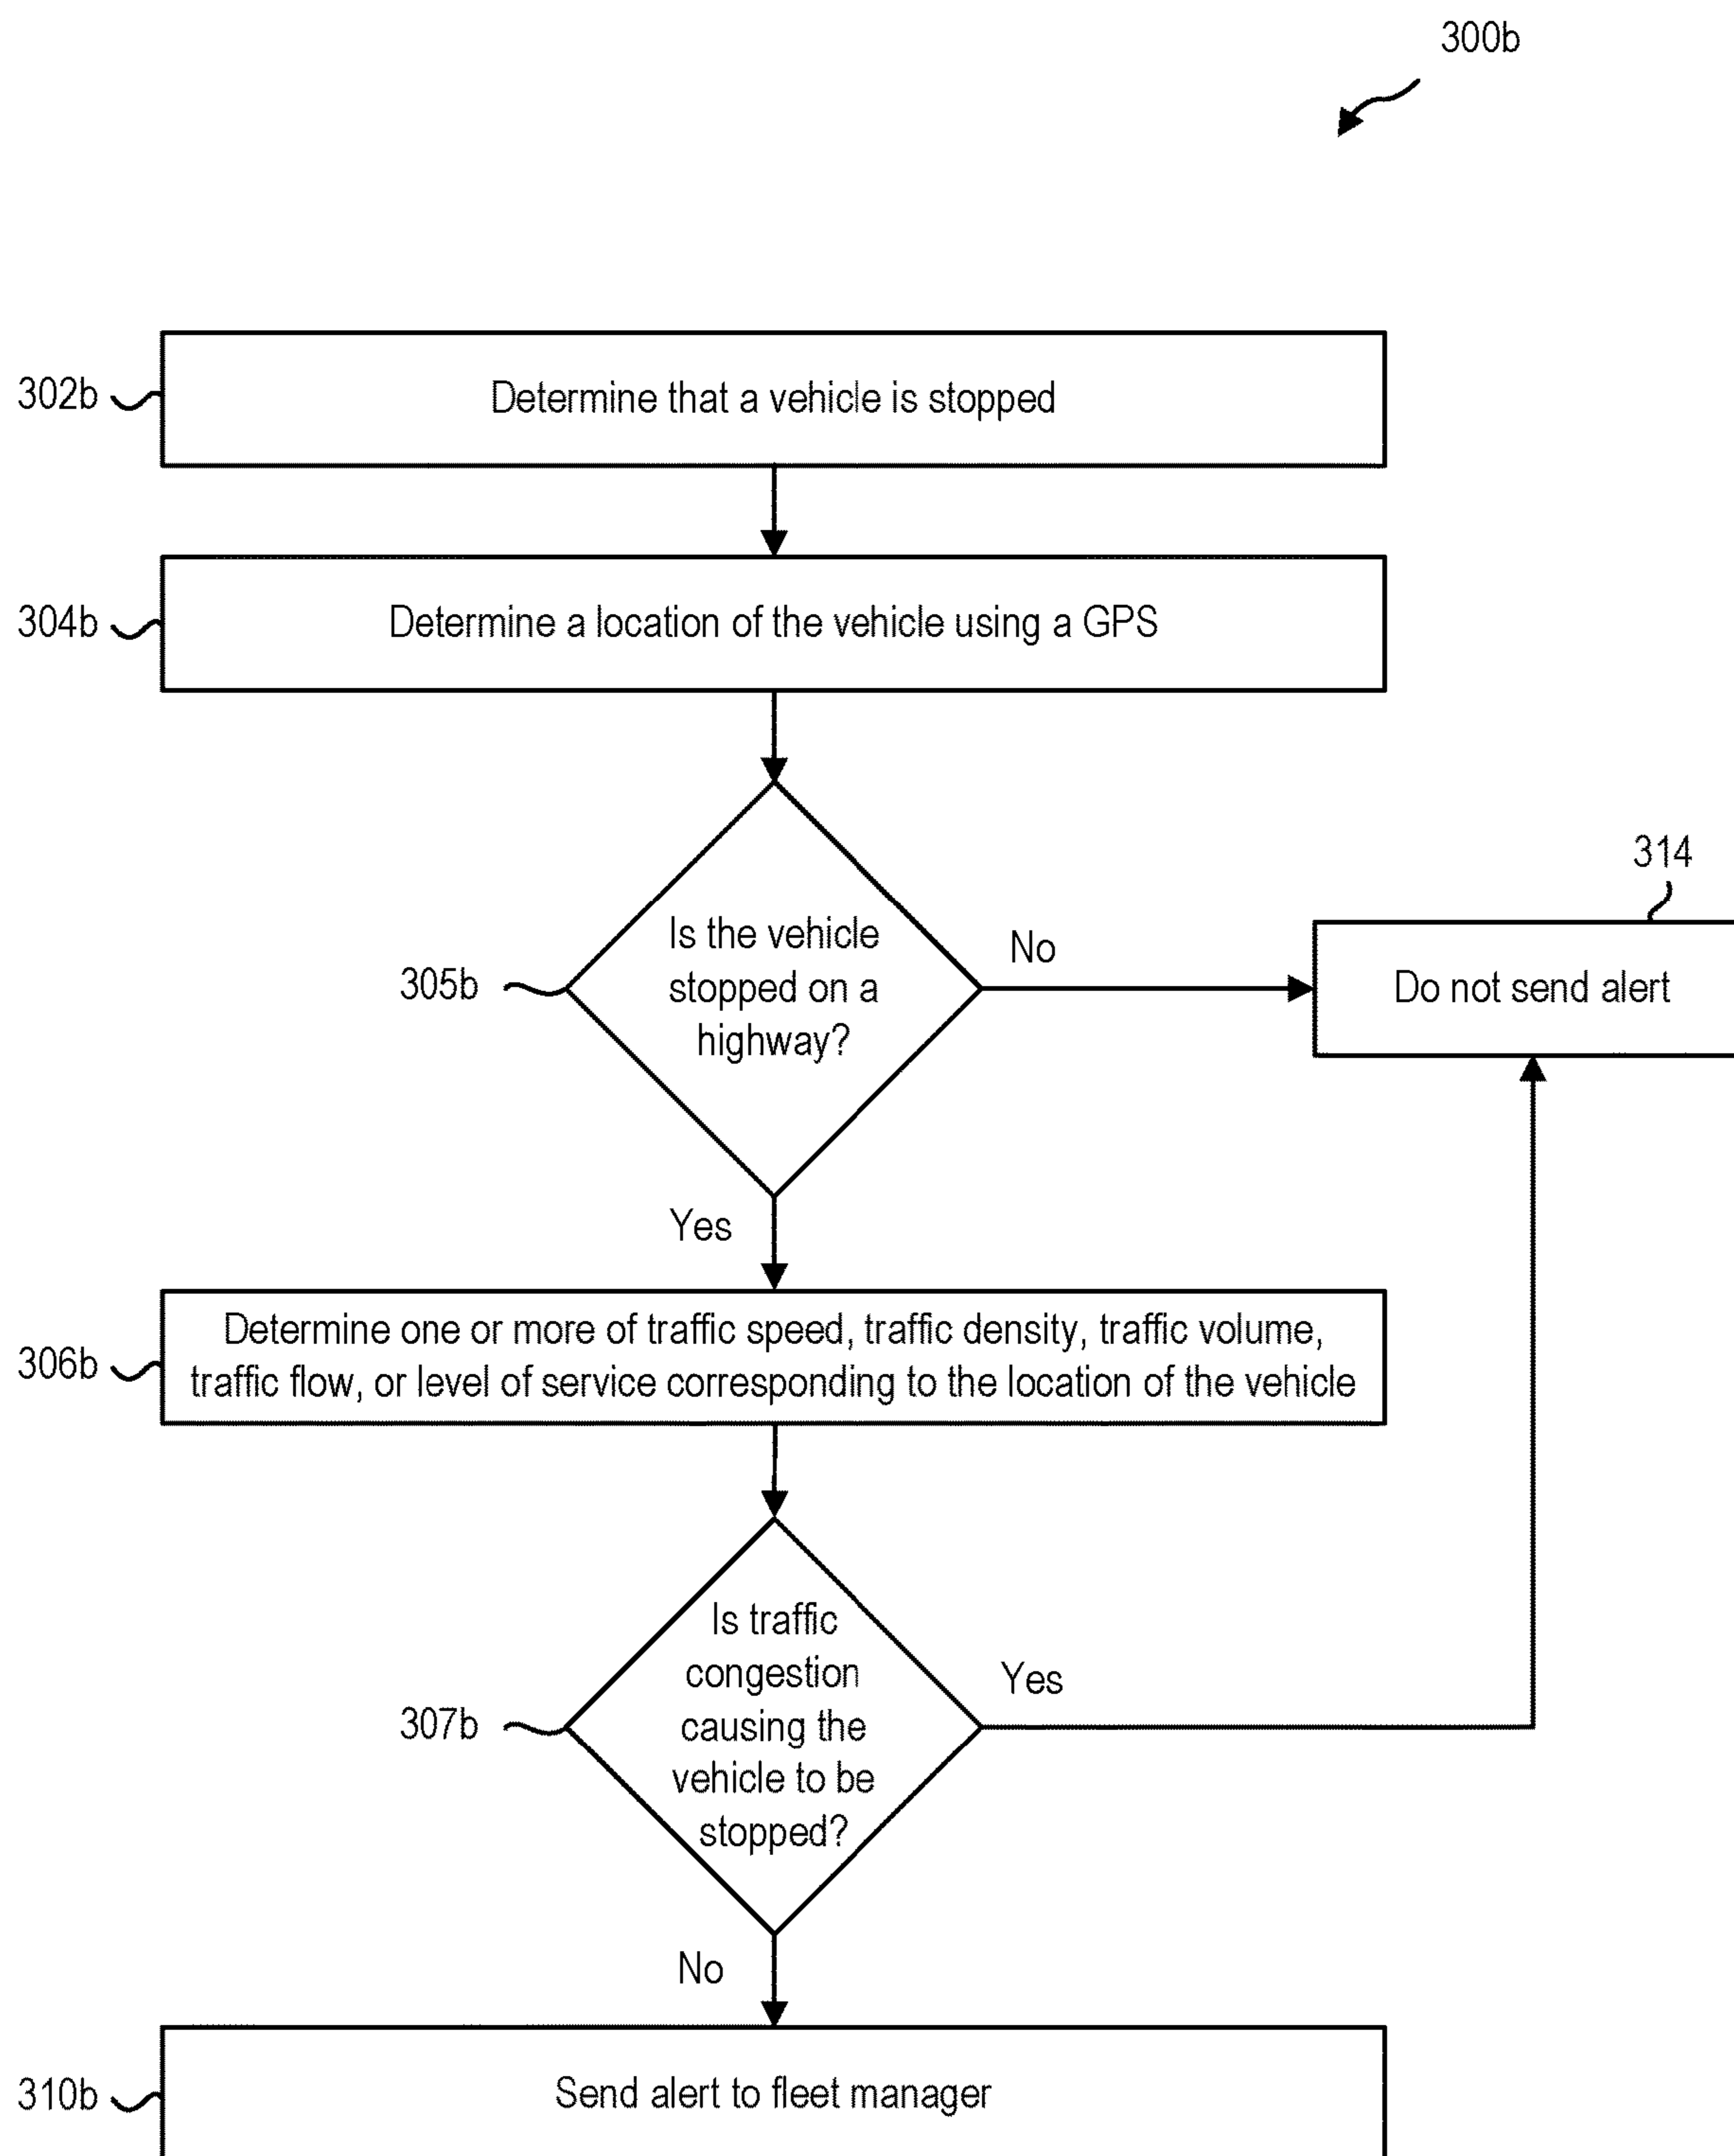 300b
302b
Determine that a vehicle is stopped
304b
Determine a location of the vehicle using a GPS
305b
Is the vehicle
stopped on a
highway?
No
314
Do not send alert
Yes
306b
Determine one or more of traffic speed, traffic density, traffic volume,
traffic flow, or level of service corresponding to the location of the vehicle
307b
Is traffic
congestion
causing the
vehicle to be
stopped?
Yes
No
310b
Send alert to fleet manager